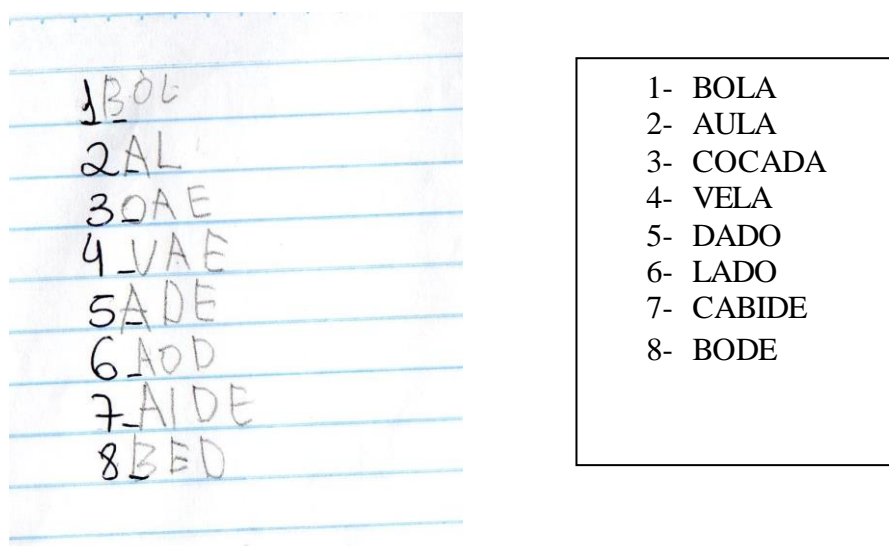 1 BOL
2 AL
3 OAE
4 VAE
5 ADE
6 AOD
7 AIDE
8 BED
1- BOLA
2- AULA
3- COCADA
4- VELA
5- DADO
6- LADO
7- CABIDE
8- BODE